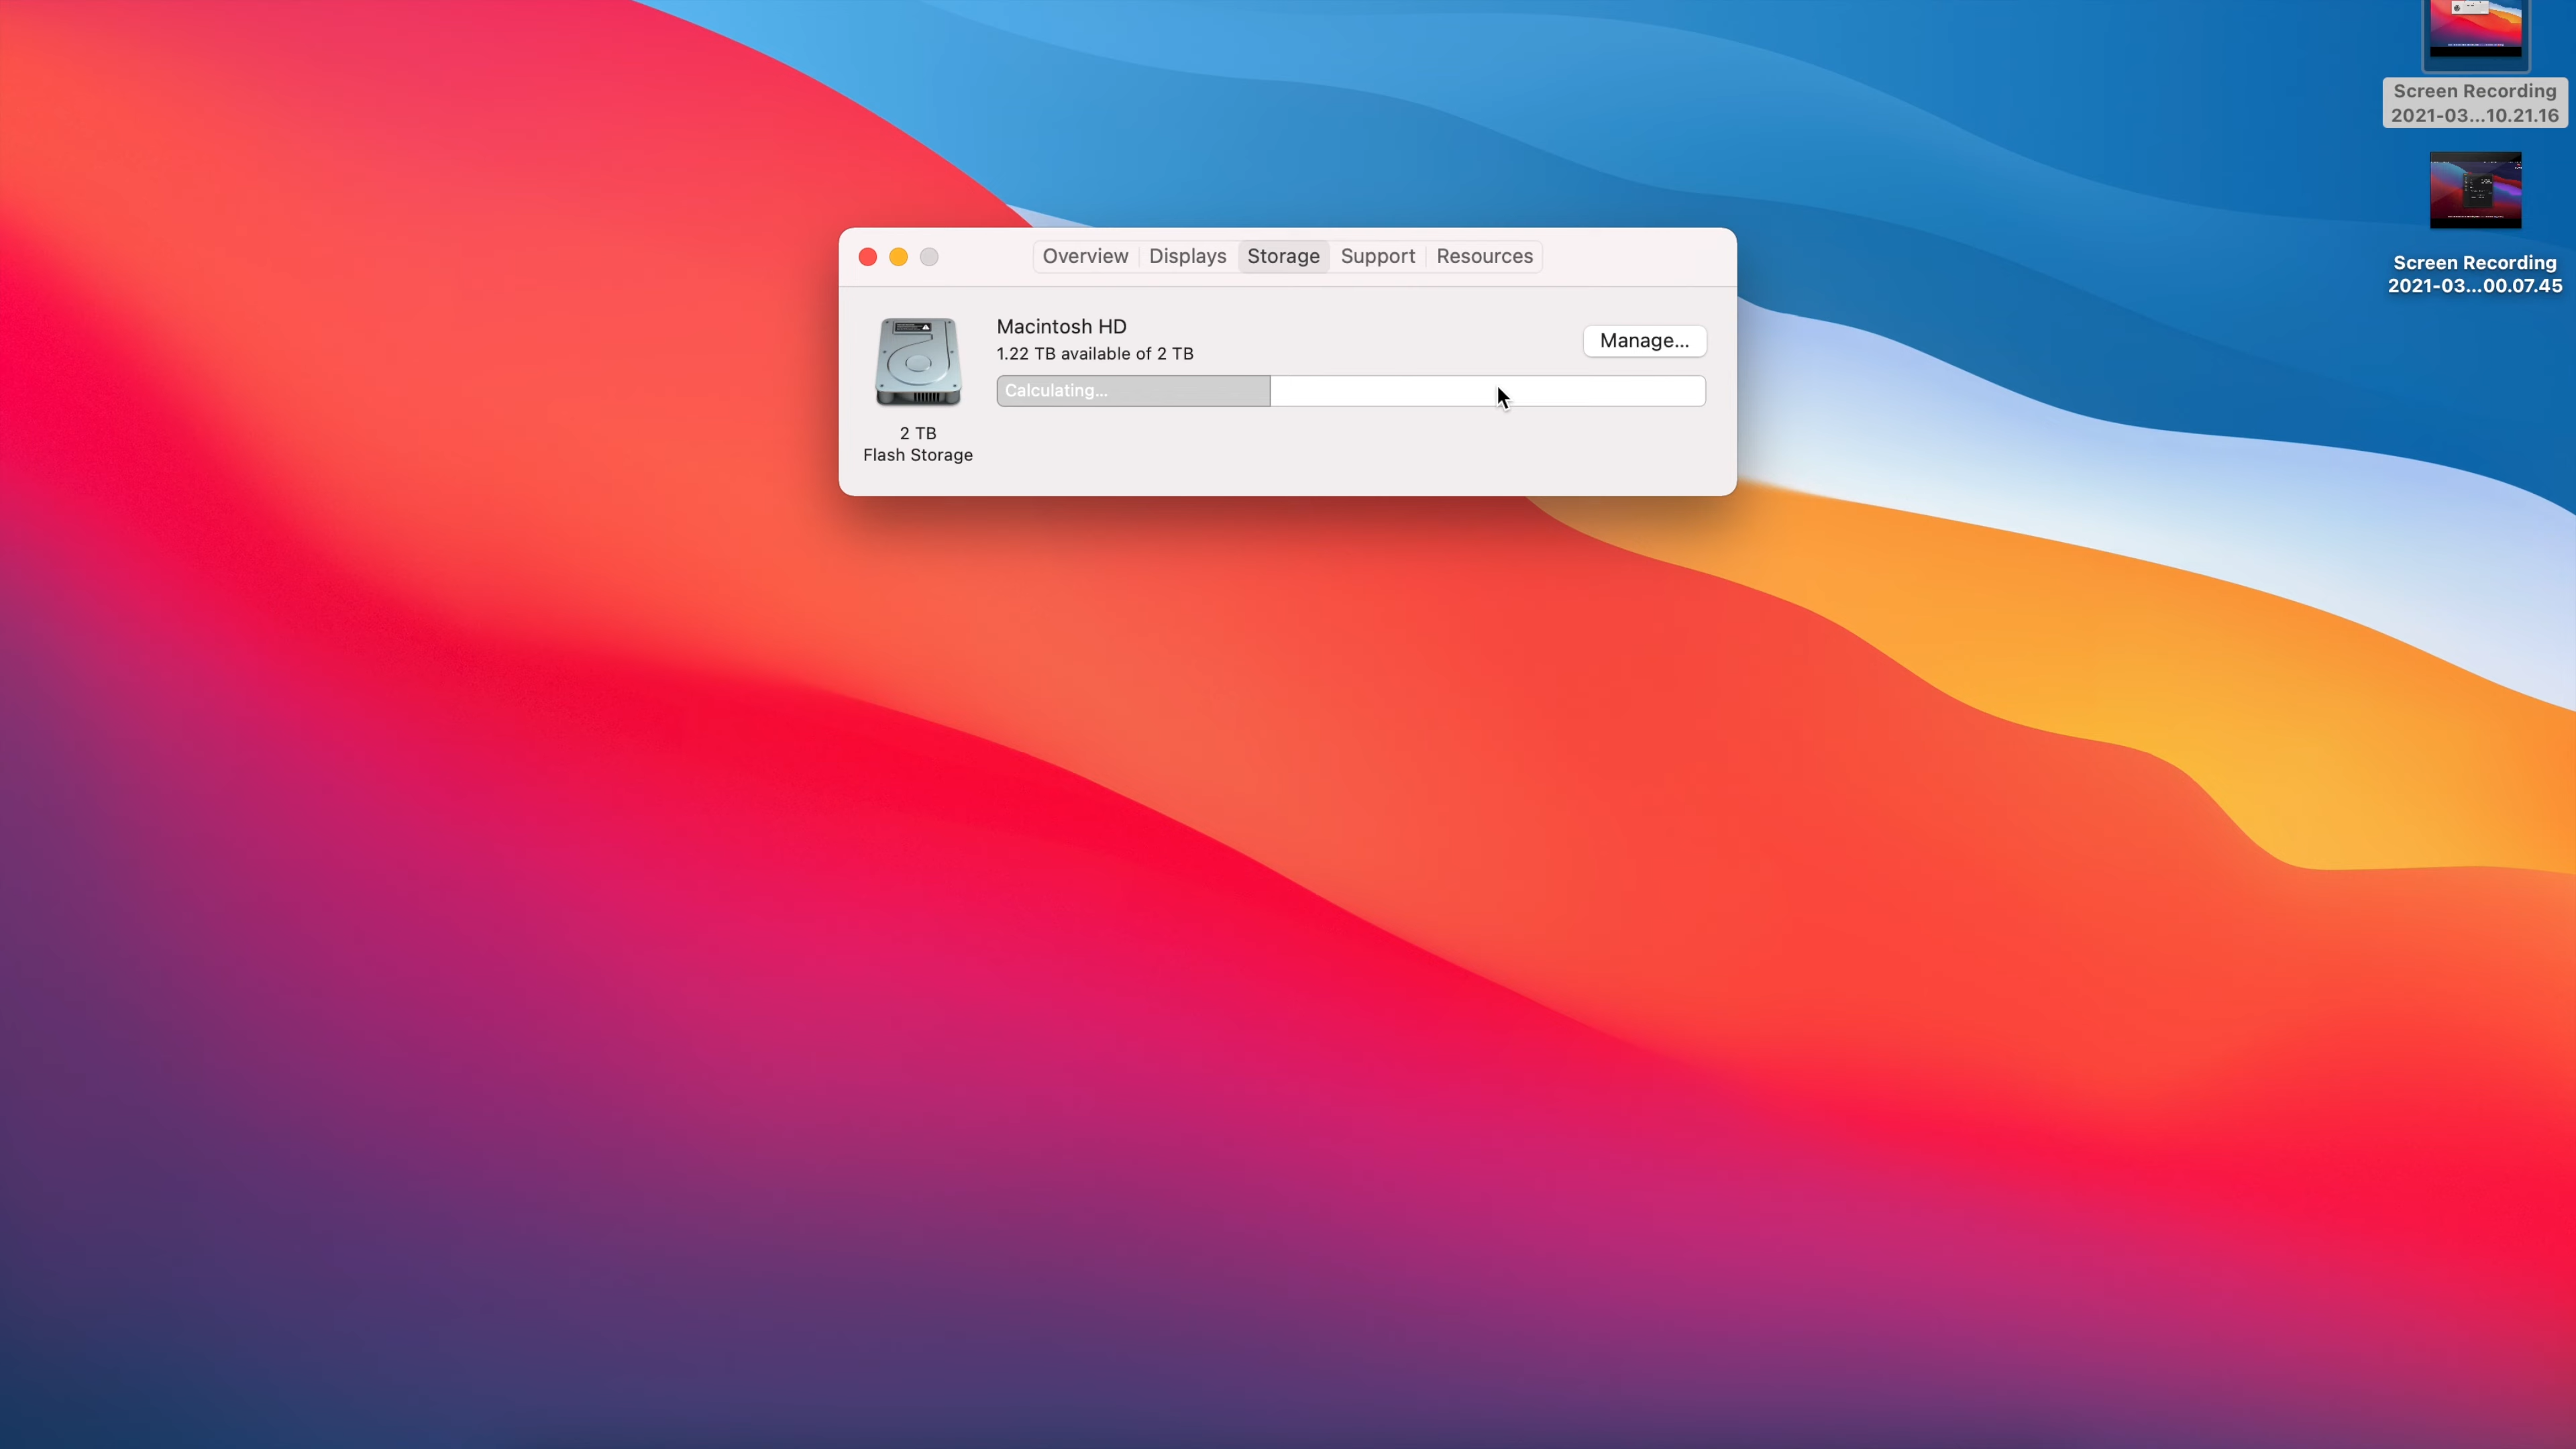 Screen Recording
2021-03...10.21.16
Screen Recording
2021-03...00.07.45
Overview Displays Storage Support Resources
Macintosh HD
1.22 TB available of 2 TB
Manage...
Calculating...
2 TB
Flash Storage